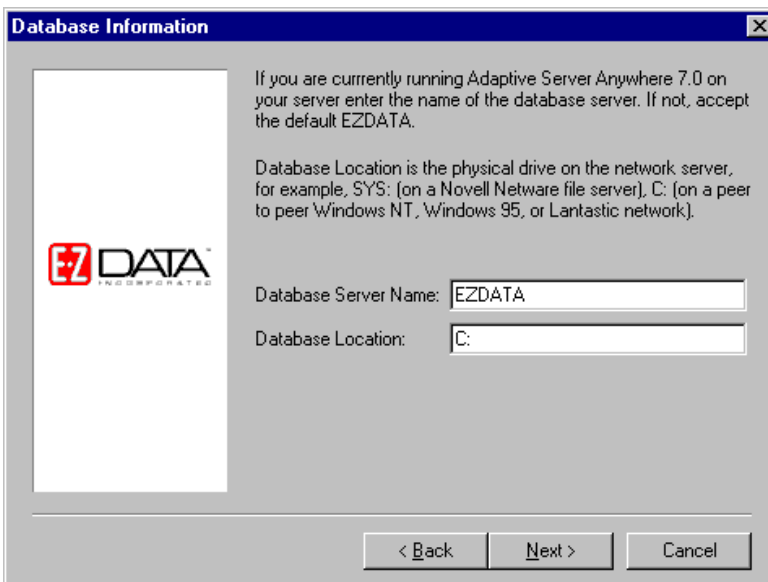 Database Information
If you are currrently running Adaptive Server Anywhere 7.0 on
your server enter the name of the database server. If not, accept
the default EZDATA.
Database Location is the physical drive on the network server,
for example, SYS: (on a Novell Netware file server), C: (on a peer
to peer Windows NT, Windows 95, or Lantastic network).
E·Z DATA™
INCORPORATED
Database Server Name: EZDATA
Database Location: C:
< Back Next > Cancel